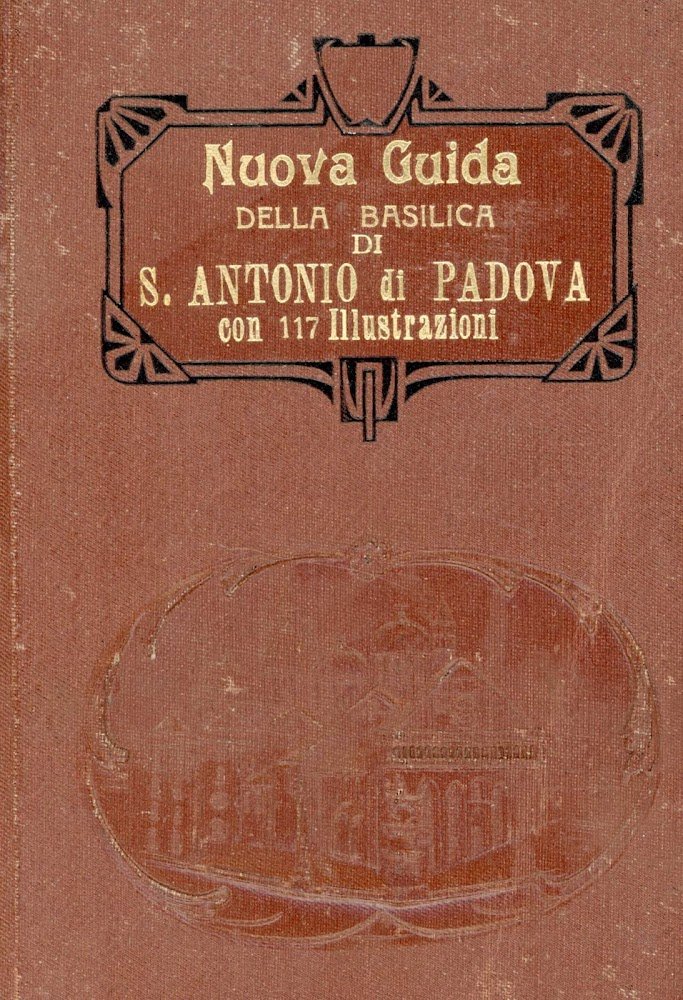 Nuova Guida
DELLA BASILICA
DI
S. ANTONIO di PADOVA
con 117 Illustrazioni